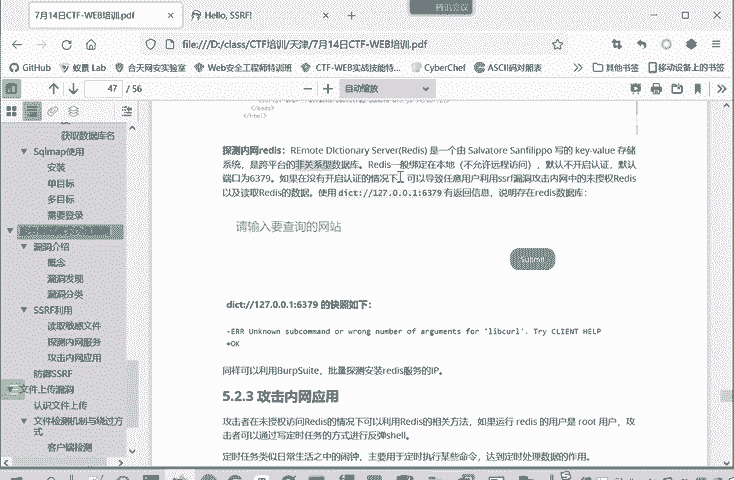 腾讯会议
7月14日CTF-WEB培训.pdf
Hello, SSRF!
file:///D:/class/CTF培训/天津/7月14日CTF-WEB培训.pdf
GitHub
蚁景 Lab
合天网安实验室
Web安全工程师特训班
CTF-WEB实战技能特...
CyberChef
ASCII码对照表
其他书签
移动设备上的书签
47 / 56
自动缩放
获取数据库名
Sqlmap使用
安装
单目标
多目标
需要登录
漏洞介绍
概念
漏洞发现
漏洞分类
SSRF利用
读取敏感文件
探测内网服务
攻击内网应用
防御SSRF
文件上传漏洞
认识文件上传
文件检测机制与绕过方
式
客户端检测
</body>
</html>
探测内网redis：REmote DIctionary Server(Redis) 是一个由 Salvatore Sanfilippo 写的 key-value 存储
系统，是跨平台的非关系型数据库。Redis一般绑定在本地（不允许远程访问），默认不开启认证，默认
端口为6379。如果在没有开启认证的情况下，可以导致任意用户利用ssrf漏洞攻击内网中的未授权Redis
以及读取Redis的数据。使用 dict://127.0.0.1:6379 有返回信息，说明存在redis数据库：
请输入要查询的网站
Submit
dict://127.0.0.1:6379 的快照如下：
-ERR Unknown subcommand or wrong number of arguments for 'libcurl'. Try CLIENT HELP
+OK
同样可以利用BurpSuite，批量探测安装redis服务的IP。
5.2.3 攻击内网应用
攻击者在未授权访问Redis的情况下可以利用Redis的相关方法，如果运行 redis 的用户是 root 用户，攻
击者可以通过写定时任务的方式进行反弹shell。
定时任务类似日常生活之中的闹钟，主要用于定时执行某些命令，达到定时处理数据的作用。